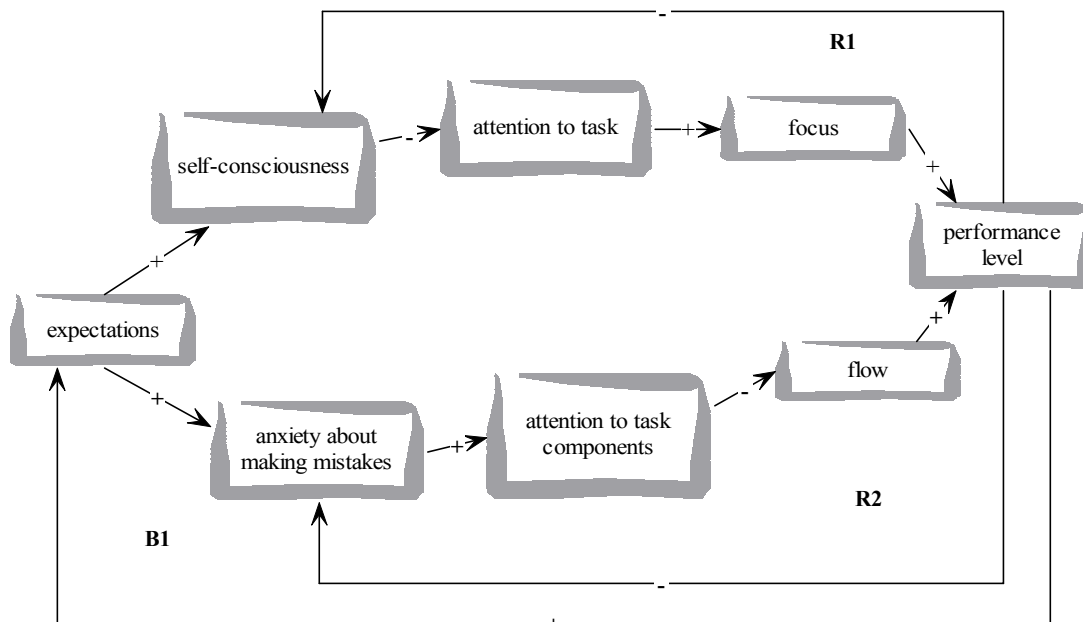 -
R1
attention to task
focus
self-consciousness
-
+
+
performance
level
+
expectations
+
flow
+
attention to task
components
-
anxiety about
making mistakes
+
R2
B1
-